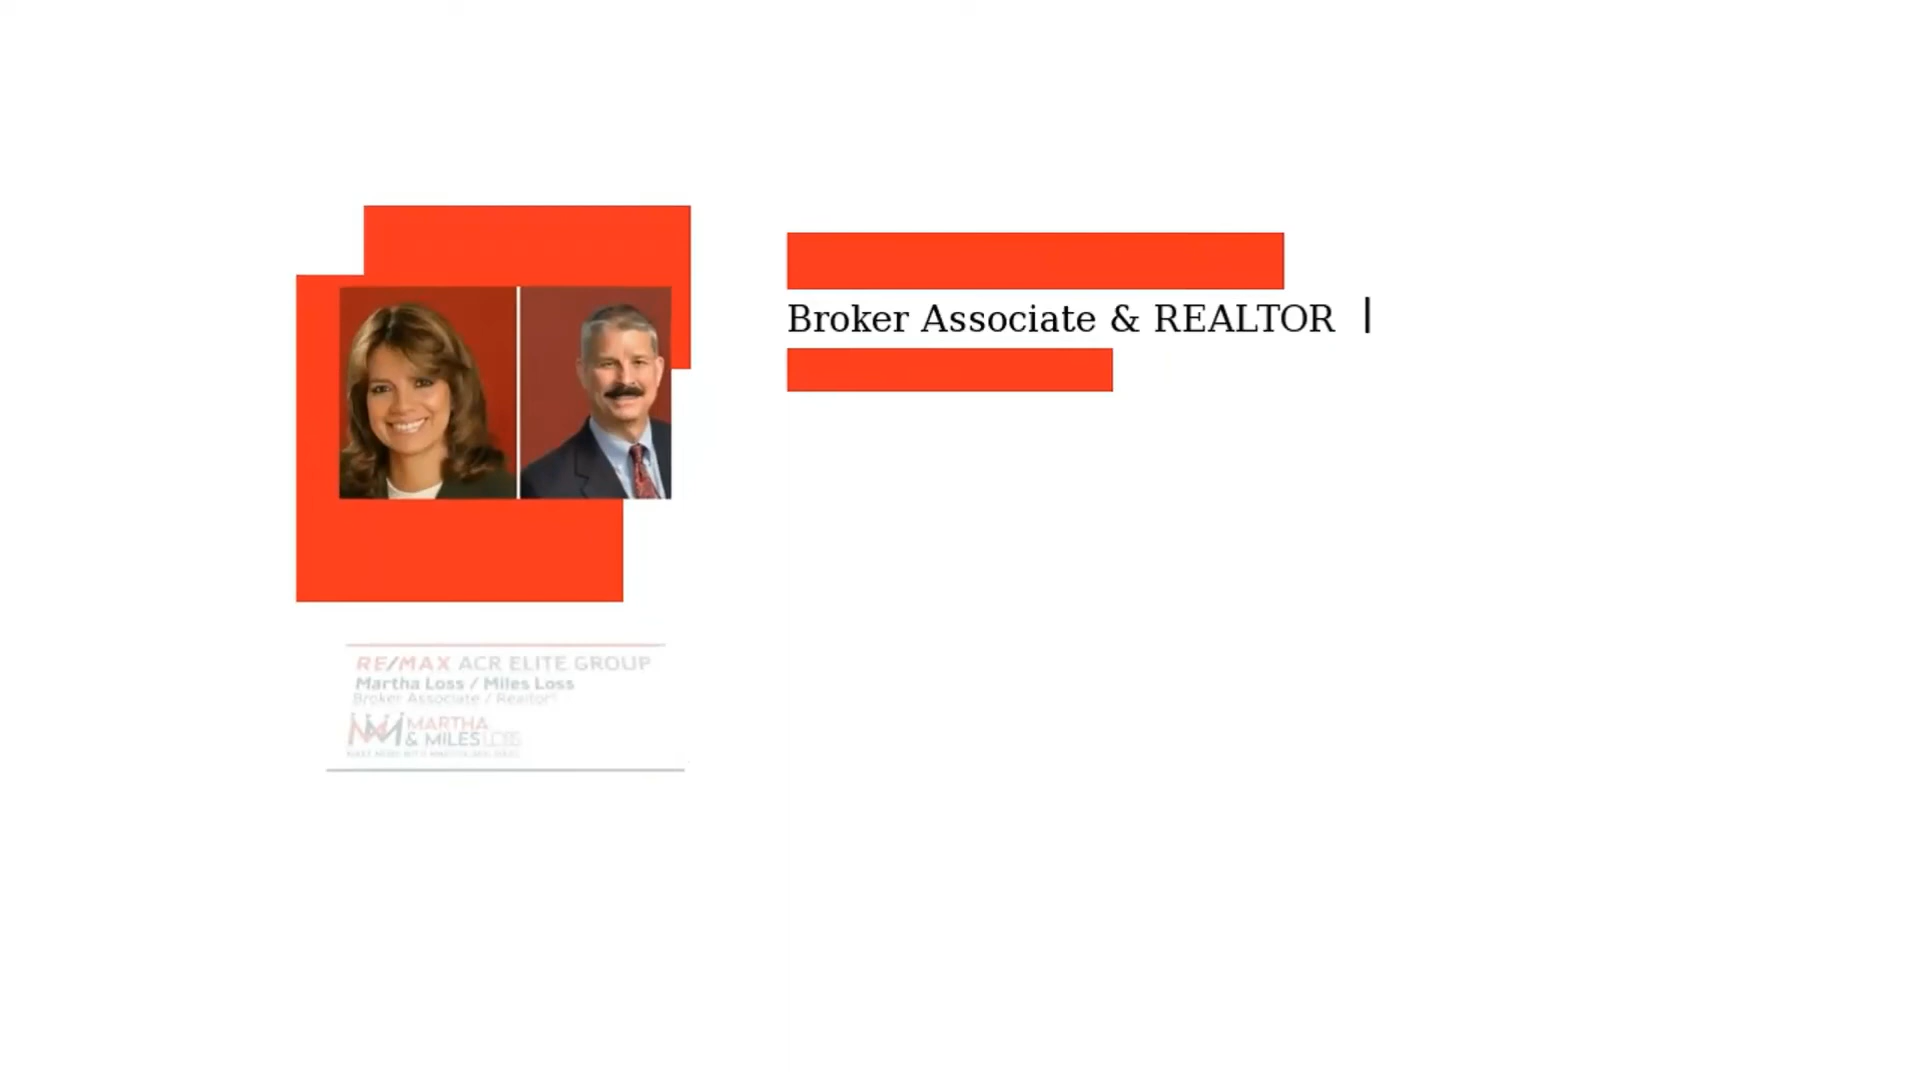 Broker Associate & REALTOR |
RE/MAX ACR ELITE GROUP
Martha Loss / Miles Loss
Broker Associate / Realtor®
MARTHA
& MILES LOSS